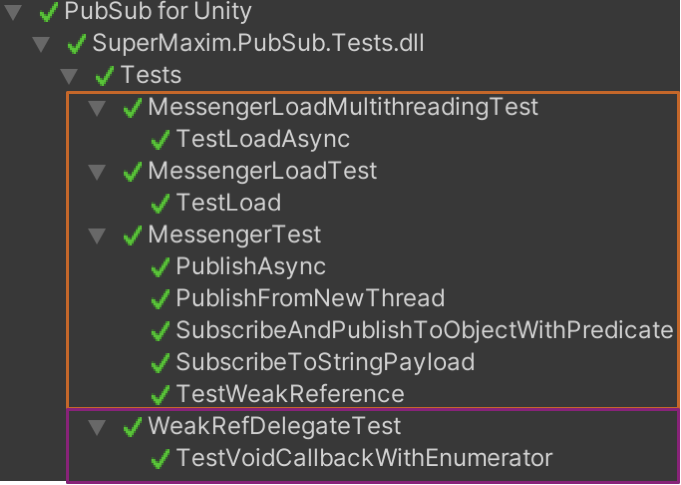 PubSub for Unity
SuperMaxim.PubSub.Tests.dll
Tests
MessengerLoadMultithreadingTest
TestLoadAsync
MessengerLoadTest
TestLoad
MessengerTest
PublishAsync
PublishFromNewThread
SubscribeAndPublishToObjectWithPredicate
SubscribeToStringPayload
TestWeakReference
WeakRefDelegateTest
TestVoidCallbackWithEnumerator